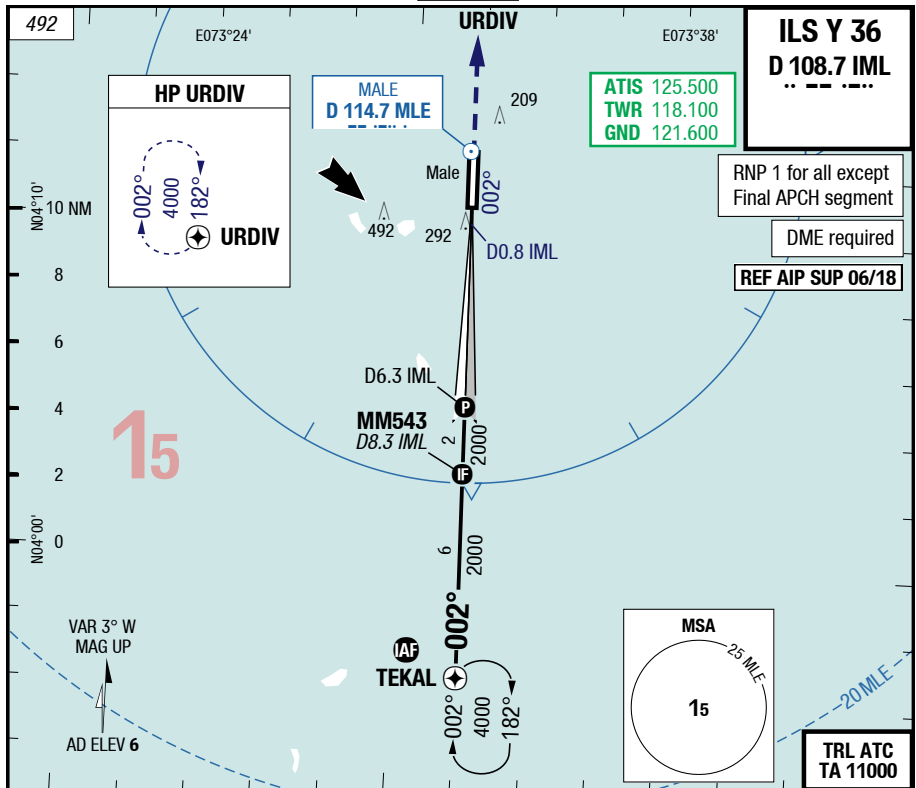 492
E073°24'
URDIV
E073°38'
ILS Y 36
D 108.7 IML
HP URDIV
002°
4000
182°
URDIV
MALE
D 114.7 MLE
209
ATIS 125.500
TWR 118.100
GND 121.600
RNP 1 for all except
Final APCH segment
DME required
REF AIP SUP 06/18
N04°10'
10 NM
8
6
4
2
0
N04°00'
Male
002°
492
292
D0.8 IML
D6.3 IML
P
MM543
D8.3 IML
2
2000
IF
15
6
2000
002°
IAF
TEKAL
002°
4000
182°
VAR 3° W
MAG UP
AD ELEV 6
MSA
25 MLE
15
20 MLE
TRL ATC
TA 11000